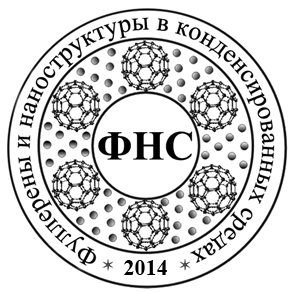 Фуллерены и наноструктуры в конденсированных средах
ФНС
* 2014 *